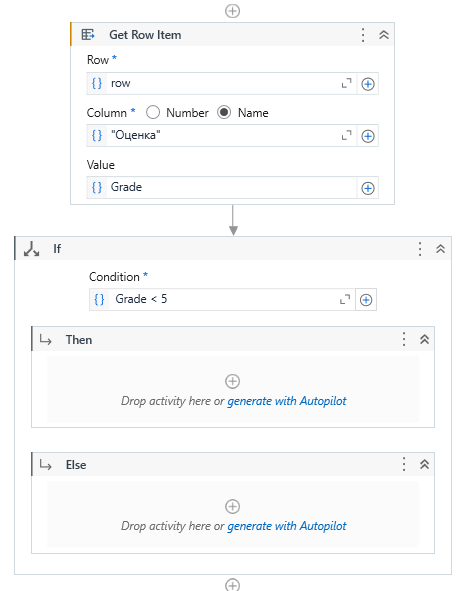 Get Row Item
Row *
row
Column * Number Name
"Оценка"
Value
Grade
If
Condition *
Grade < 5
Then
Drop activity here or generate with Autopilot
Else
Drop activity here or generate with Autopilot